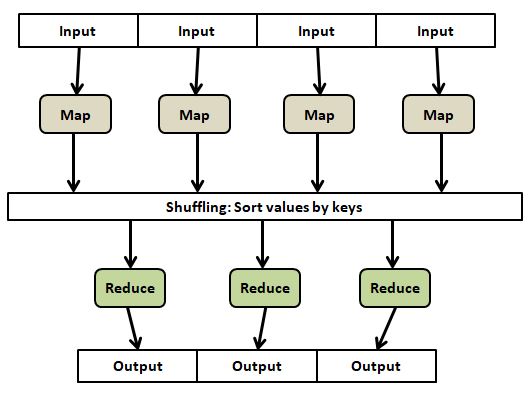 Input Input Input Input
Map Map Map Map
Shuffling: Sort values by keys
Reduce Reduce Reduce
Output Output Output